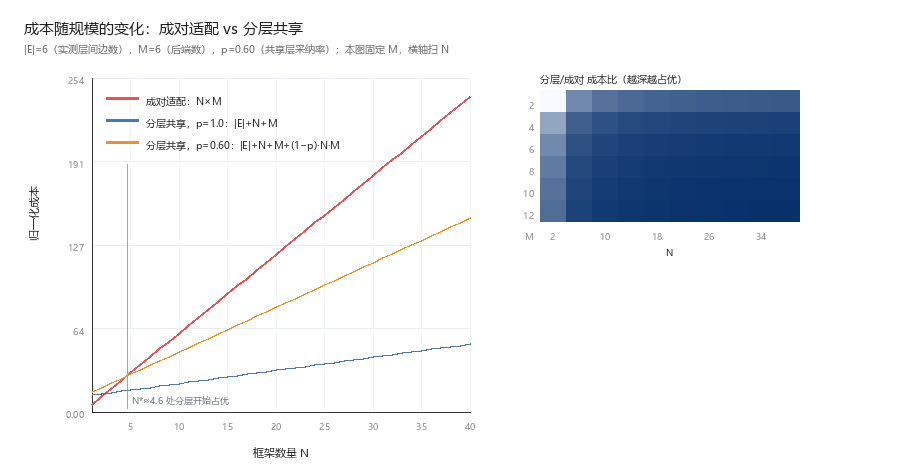 成本随规模的变化：成对适配 vs 分层共享
|E|=6（实测层间边数），M=6（后端数），p=0.60（共享层采纳率）；本图固定 M，横轴扫 N
254
191
127
64
0.00
归一化成本
成对适配：N×M
分层共享，p=1.0：|E|+N+M
分层共享，p=0.60：|E|+N+M+(1−p)·N·M
N*≈4.6 处分层开始占优
5 10 15 20 25 30 35 40
框架数量 N
分层/成对 成本比（越深越占优）
2
4
6
8
10
12
M 2 10 18 26 34
N